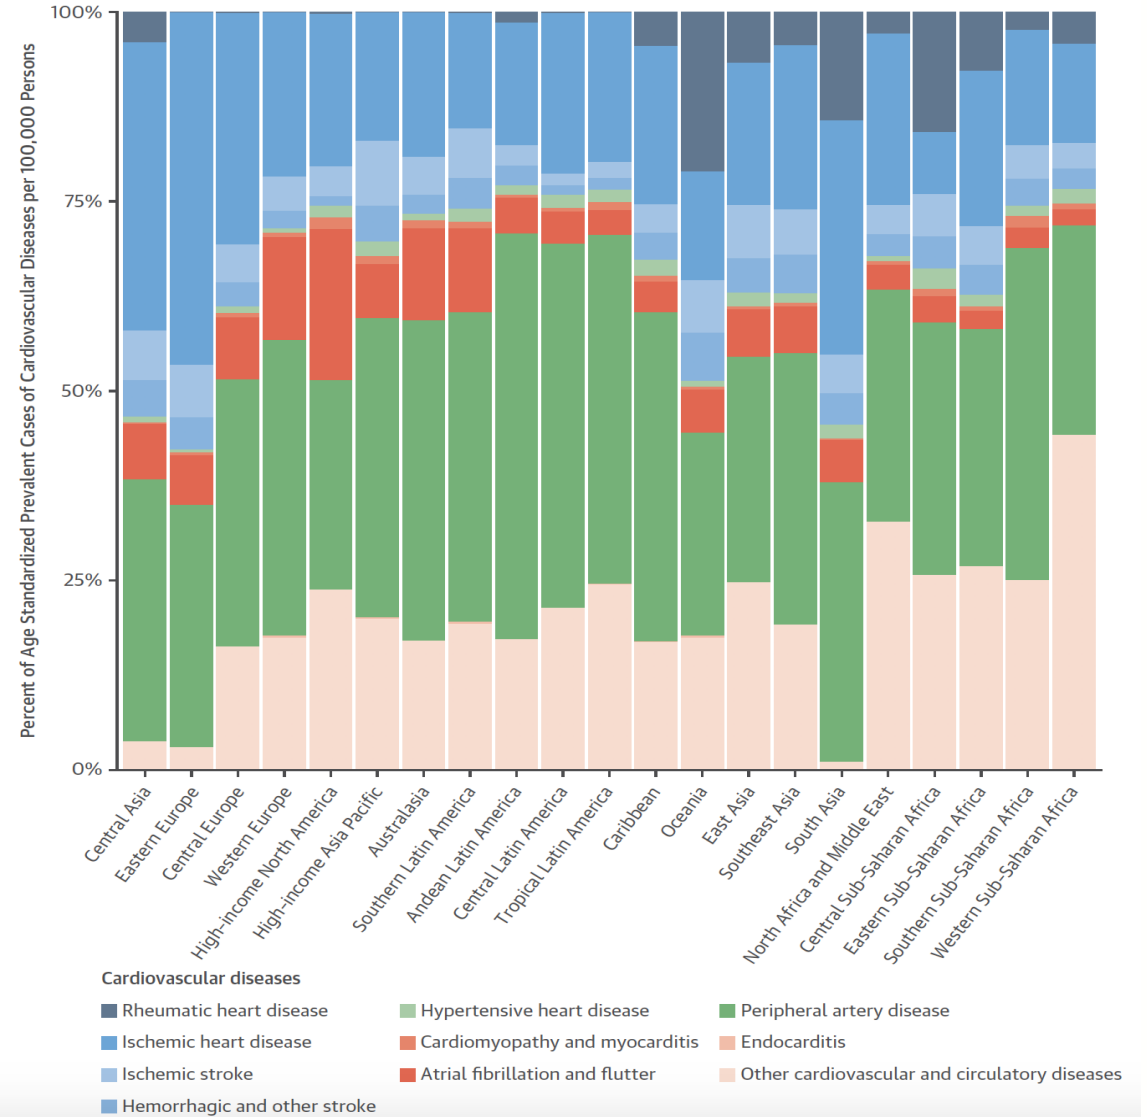 Percent of Age Standardized Prevalent Cases of Cardiovascular Diseases per 100,000 Persons
100%
75%
50%
25%
0%
Central Asia
Eastern Europe
Central Europe
Western Europe
High-income North America
High-income Asia Pacific
Australasia
Southern Latin America
Andean Latin America
Central Latin America
Tropical Latin America
Caribbean
Oceania
East Asia
Southeast Asia
South Asia
North Africa and Middle East
Central Sub-Saharan Africa
Eastern Sub-Saharan Africa
Southern Sub-Saharan Africa
Western Sub-Saharan Africa
Cardiovascular diseases
Rheumatic heart disease
Ischemic heart disease
Ischemic stroke
Hemorrhagic and other stroke
Hypertensive heart disease
Cardiomyopathy and myocarditis
Atrial fibrillation and flutter
Peripheral artery disease
Endocarditis
Other cardiovascular and circulatory diseases